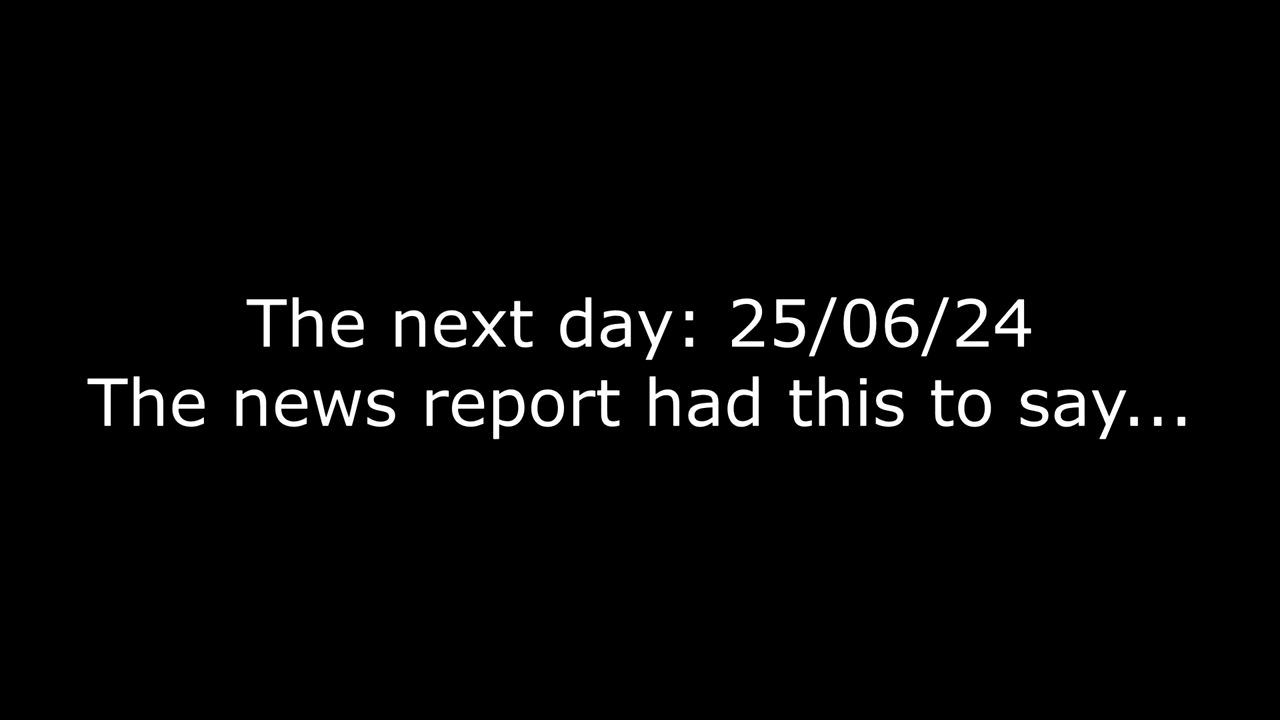 The next day: 25/06/24
The news report had this to say...